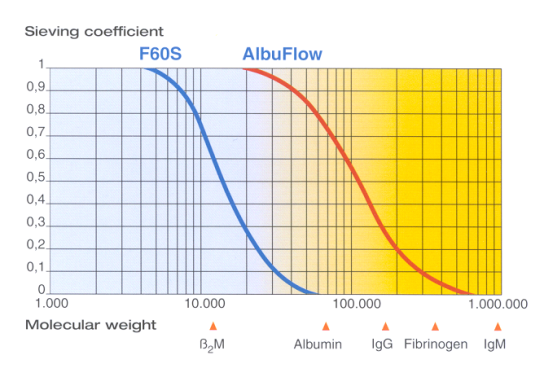 Sieving coefficient
F60S AlbuFlow
1
0,9
0,8
0,7
0,6
0,5
0,4
0,3
0,2
0,1
0
1.000 10.000 100.000 1.000.000
Molecular weight
ß₂M Albumin IgG Fibrinogen IgM